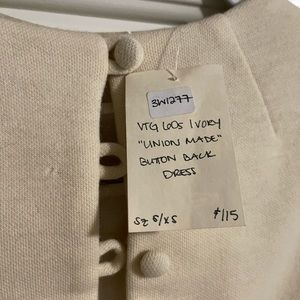 3W1277
VTG 60s IVORY
"UNION MADE"
BUTTON BACK
DRESS
SZ S/XS
$115